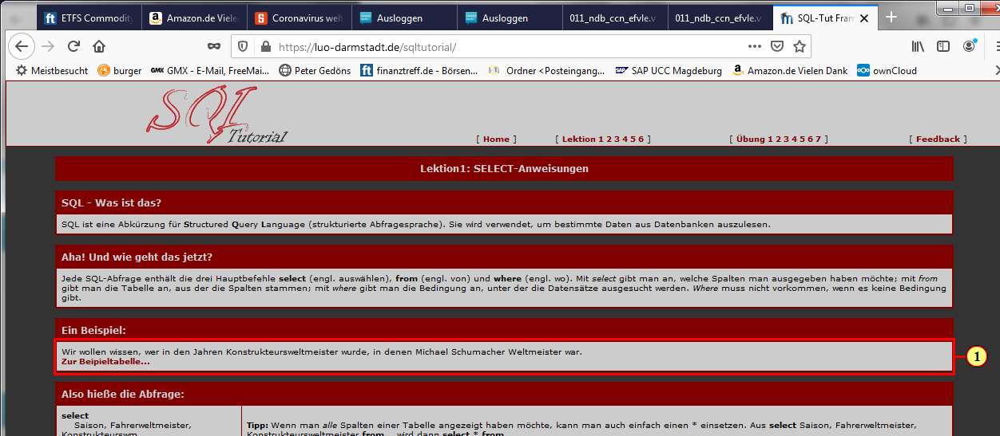 ETFS Commodity
Amazon.de Viele
Coronavirus welt
Ausloggen
Ausloggen
011_ndb_ccn_efvle.v
011_ndb_ccn_efvle.v
SQL-Tut Fram
https://luo-darmstadt.de/sqltutorial/
Meistbesucht
burger
GMX - E-Mail, FreeMai...
Peter Gedöns
finanztreff.de - Börsen...
Ordner <Posteingang...
SAP UCC Magdeburg
Amazon.de Vielen Dank
ownCloud
SQL
Tutorial
[ Home ] [ Lektion 1 2 3 4 5 6 ] [ Übung 1 2 3 4 5 6 7 ] [ Feedback ]
Lektion1: SELECT-Anweisungen
SQL - Was ist das?
SQL ist eine Abkürzung für Structured Query Language (strukturierte Abfragesprache). Sie wird verwendet, um bestimmte Daten aus Datenbanken auszulesen.
Aha! Und wie geht das jetzt?
Jede SQL-Abfrage enthält die drei Hauptbefehle select (engl. auswählen), from (engl. von) und where (engl. wo). Mit select gibt man an, welche Spalten man ausgegeben haben möchte; mit from
gibt man die Tabelle an, aus der die Spalten stammen; mit where gibt man die Bedingung an, unter der die Datensätze ausgesucht werden. Where muss nicht vorkommen, wenn es keine Bedingung
gibt.
Ein Beispiel:
Wir wollen wissen, wer in den Jahren Konstrukteursweltmeister wurde, in denen Michael Schumacher Weltmeister war.
Zur Beipieltabelle...
1
Also hieße die Abfrage:
select
Saison, Fahrerweltmeister,
Konstrukteurswm
Tipp: Wenn man alle Spalten einer Tabelle angezeigt haben möchte, kann man auch einfach einen * einsetzen. Aus select Saison, Fahrerweltmeister,
Konstrukteursweltmeister from... wird dann select * from